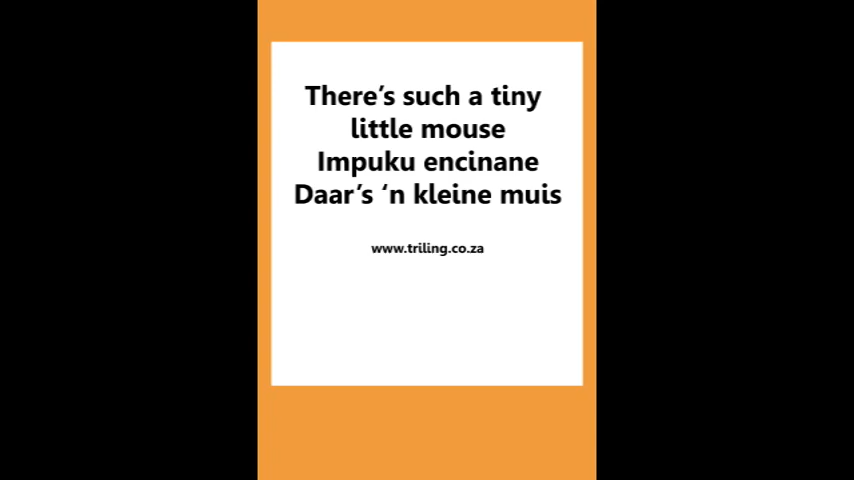 There’s such a tiny
little mouse
Impuku encinane
Daar’s ‘n kleine muis
www.triling.co.za